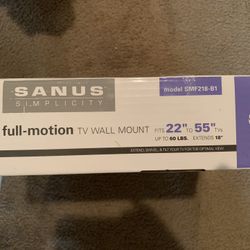 SANUS
SIMPLICITY
model SMF218-B1
full-motion TV WALL MOUNT FITS 22" TO 55" TVs
UP TO 60 LBS. EXTENDS 18"
EXTEND, SWIVEL & TILT YOUR TV FOR THE OPTIMAL VIEW!